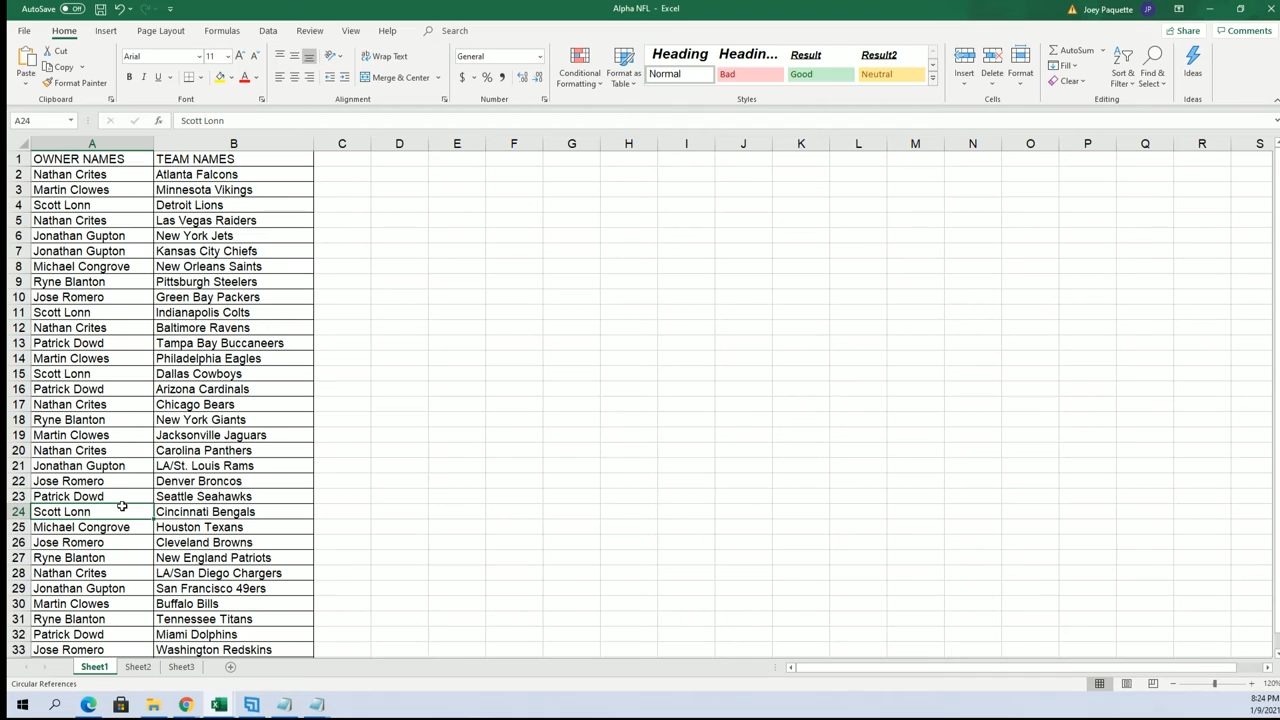 AutoSave Off Alpha NFL - Excel Joey Paquette JP
File Home Insert Page Layout Formulas Data Review View Help Search Share Comments
Paste Cut Copy Format Painter Clipboard
Arial 11 B I U A Font
Wrap Text Merge & Center Alignment
General $ % Number
Conditional Formatting Format as Table
Heading Headin... Result Result2
Normal Bad Good Neutral
Styles
Insert Delete Format Cells
AutoSum Fill Clear Sort & Filter Find & Select Editing
Ideas Ideas
A24 fx Scott Lonn
A B C D E F G H I J K L M N O P Q R S
1 OWNER NAMES TEAM NAMES
2 Nathan Crites Atlanta Falcons
3 Martin Clowes Minnesota Vikings
4 Scott Lonn Detroit Lions
5 Nathan Crites Las Vegas Raiders
6 Jonathan Gupton New York Jets
7 Jonathan Gupton Kansas City Chiefs
8 Michael Congrove New Orleans Saints
9 Ryne Blanton Pittsburgh Steelers
10 Jose Romero Green Bay Packers
11 Scott Lonn Indianapolis Colts
12 Nathan Crites Baltimore Ravens
13 Patrick Dowd Tampa Bay Buccaneers
14 Martin Clowes Philadelphia Eagles
15 Scott Lonn Dallas Cowboys
16 Patrick Dowd Arizona Cardinals
17 Nathan Crites Chicago Bears
18 Ryne Blanton New York Giants
19 Martin Clowes Jacksonville Jaguars
20 Nathan Crites Carolina Panthers
21 Jonathan Gupton LA/St. Louis Rams
22 Jose Romero Denver Broncos
23 Patrick Dowd Seattle Seahawks
24 Scott Lonn Cincinnati Bengals
25 Michael Congrove Houston Texans
26 Jose Romero Cleveland Browns
27 Ryne Blanton New England Patriots
28 Nathan Crites LA/San Diego Chargers
29 Jonathan Gupton San Francisco 49ers
30 Martin Clowes Buffalo Bills
31 Ryne Blanton Tennessee Titans
32 Patrick Dowd Miami Dolphins
33 Jose Romero Washington Redskins
Sheet1 Sheet2 Sheet3
Circular References 120%
8:24 PM
1/9/2021